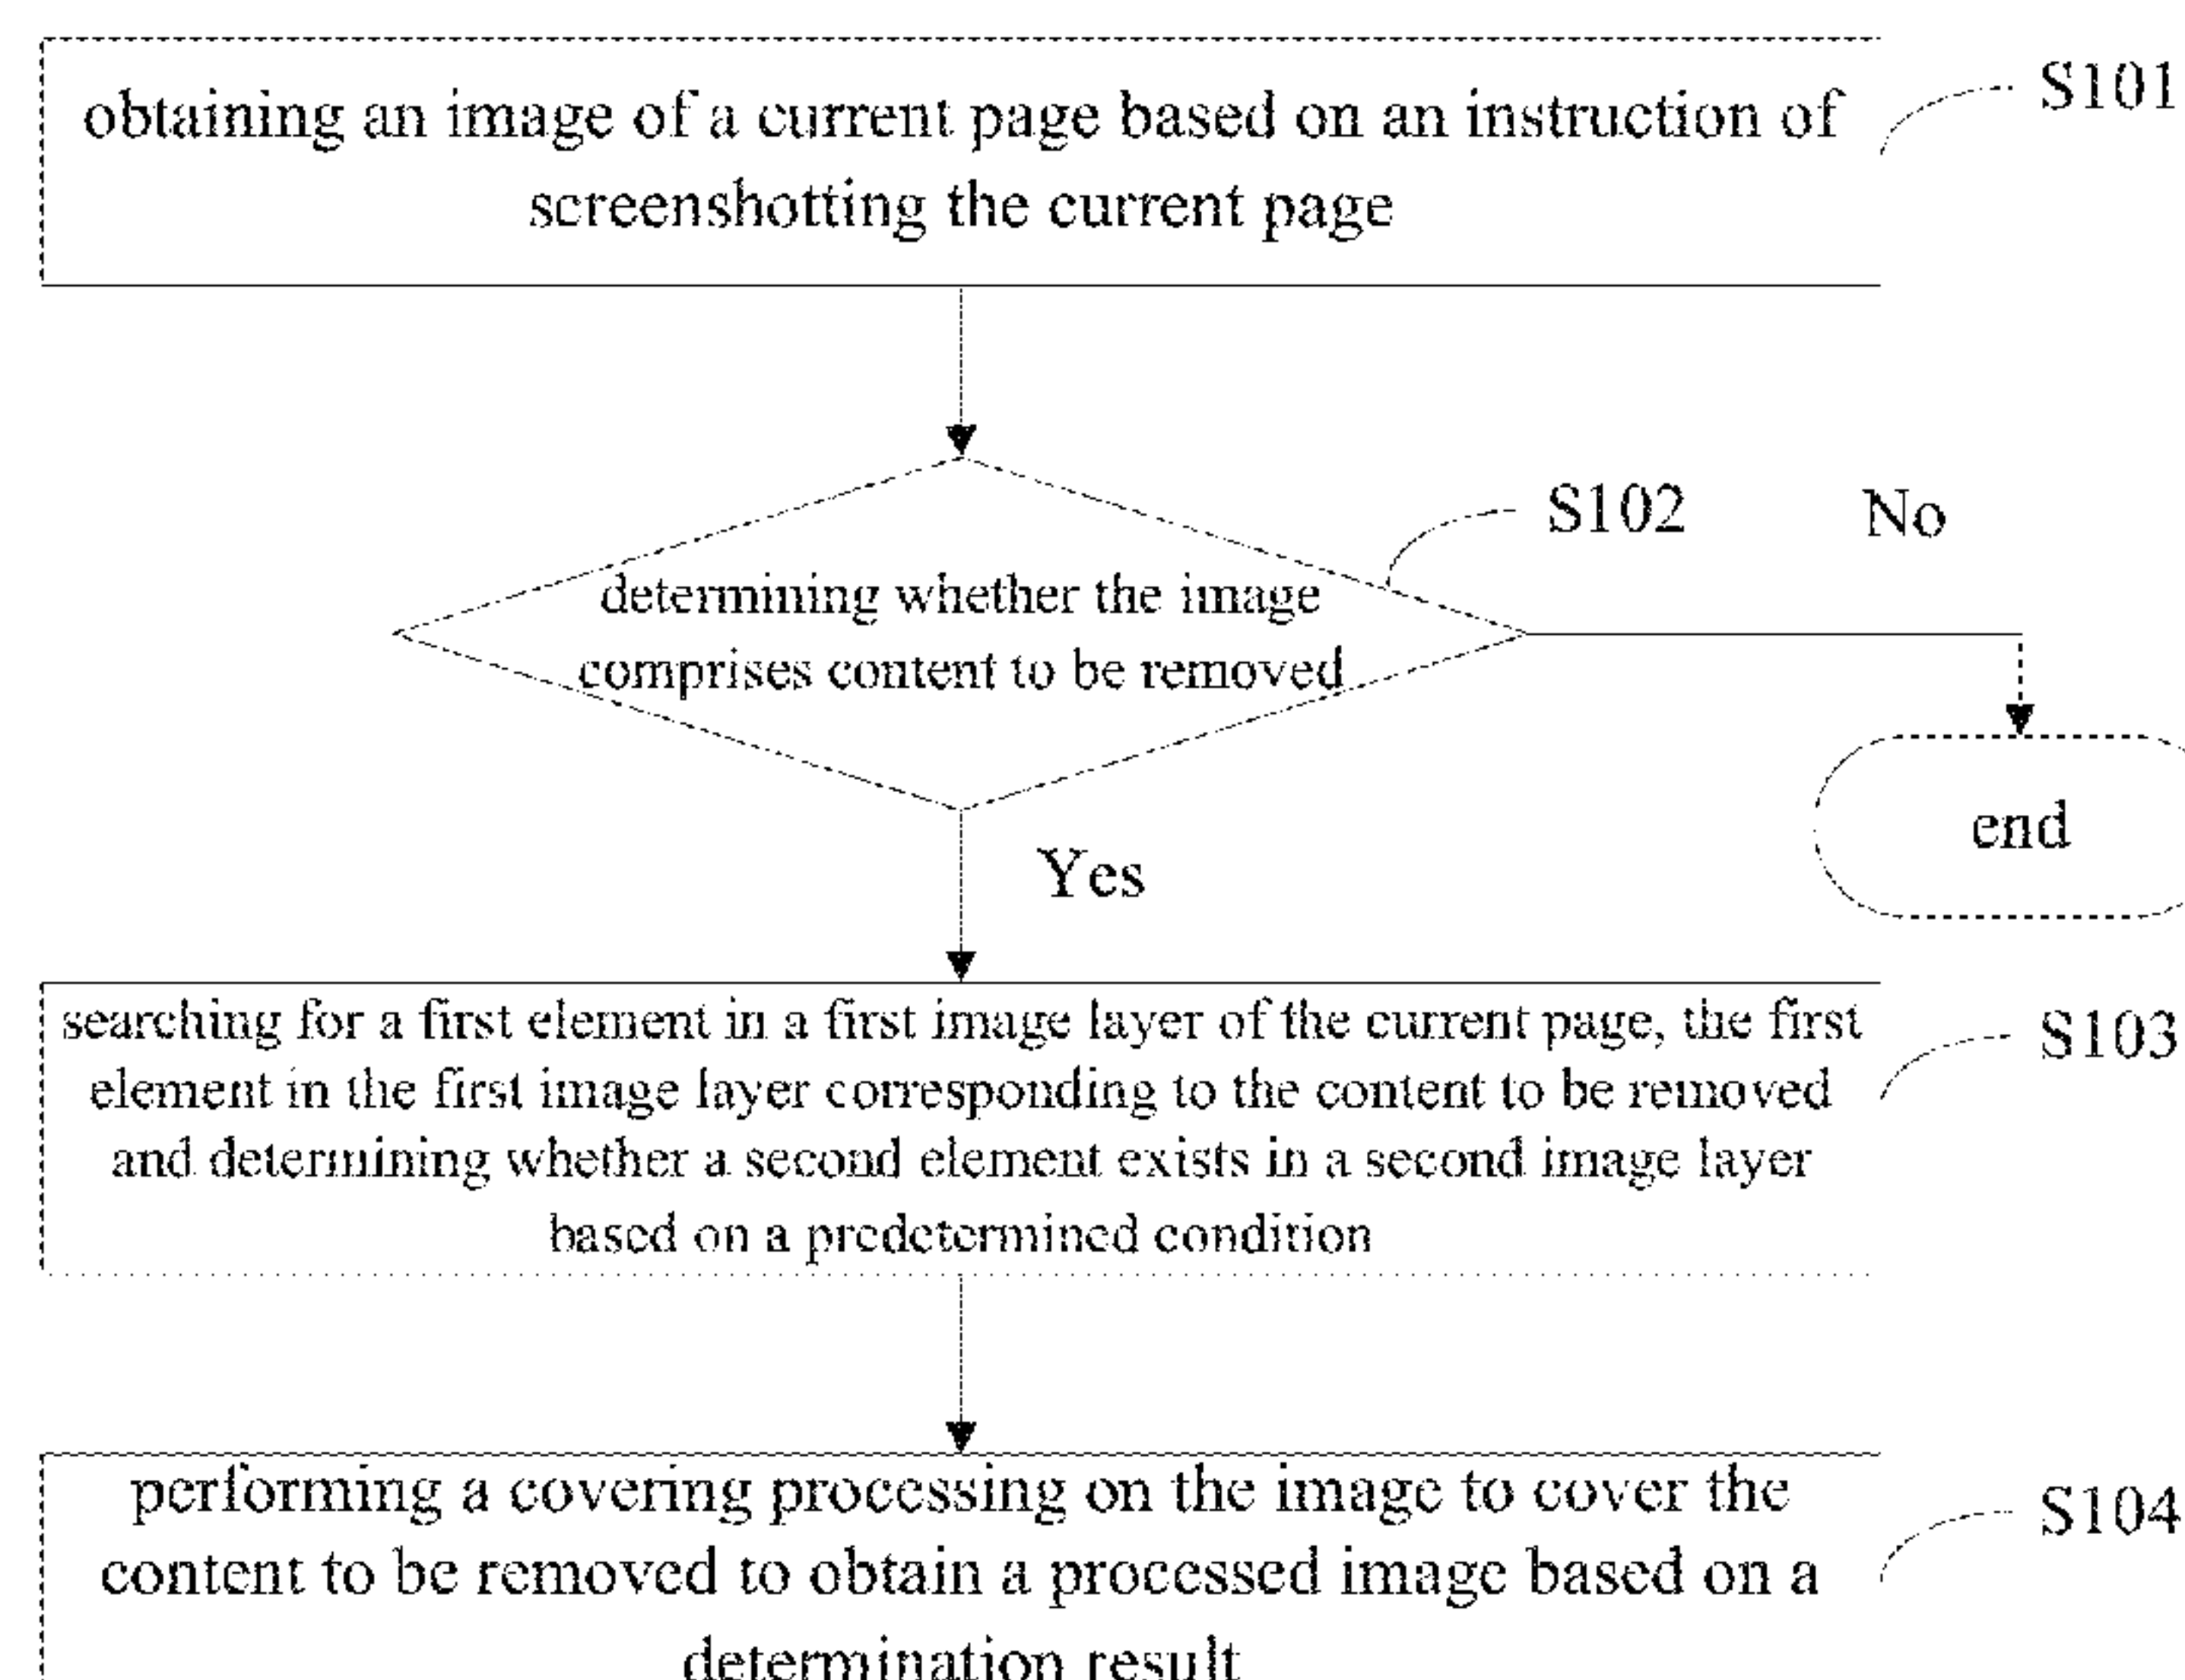 obtaining an image of a current page based on an instruction of
screenshotting the current page
S101
determining whether the image
comprises content to be removed
S102
No
end
Yes
searching for a first element in a first image layer of the current page, the first
element in the first image layer corresponding to the content to be removed
and determining whether a second element exists in a second image layer
based on a predetermined condition
S103
performing a covering processing on the image to cover the
content to be removed to obtain a processed image based on a
determination result
S104